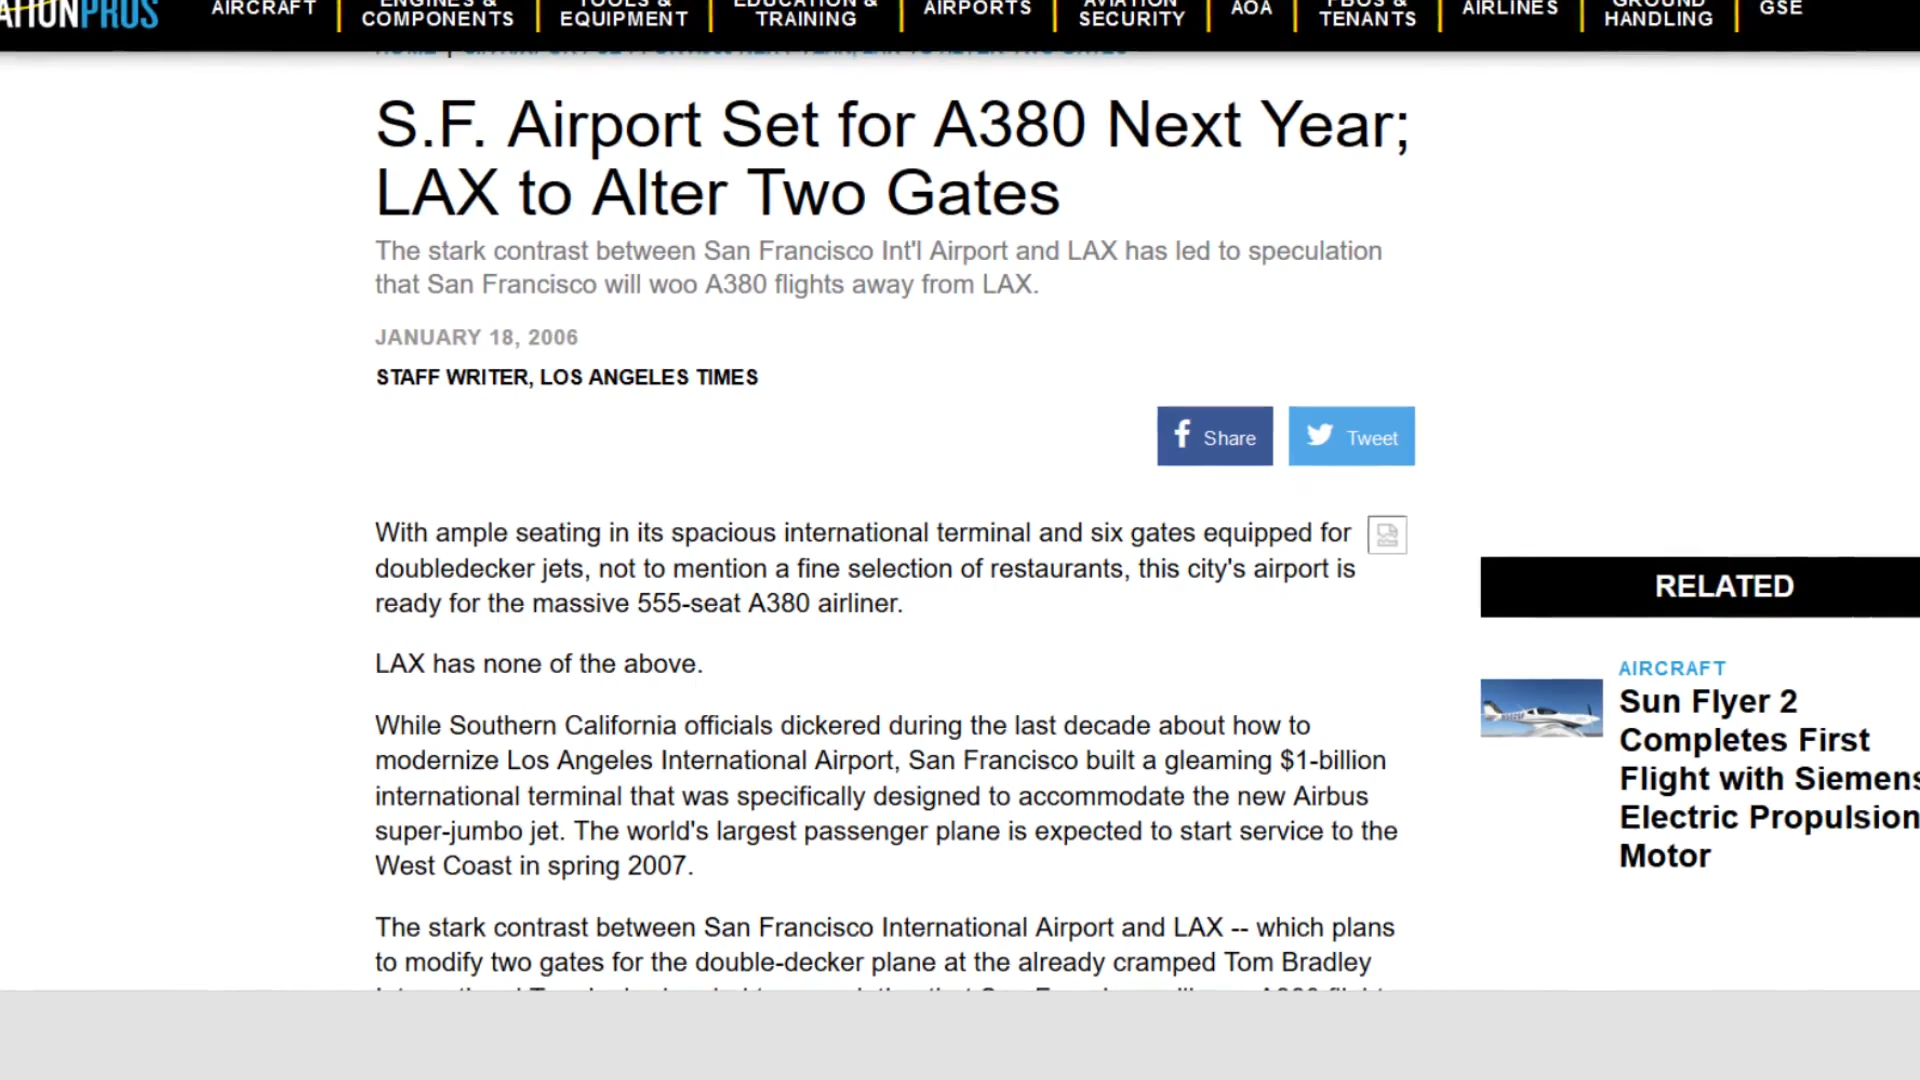 PROS
AIRCRAFT
ENGINES &
COMPONENTS
TOOLS &
EQUIPMENT
EDUCATION &
TRAINING
AIRPORTS
AVIATION
SECURITY
AOA
FBOS &
TENANTS
AIRLINES
GROUND
HANDLING
GSE
S.F. Airport Set for A380 Next Year;
LAX to Alter Two Gates
The stark contrast between San Francisco Int'l Airport and LAX has led to speculation
that San Francisco will woo A380 flights away from LAX.
JANUARY 18, 2006
STAFF WRITER, LOS ANGELES TIMES
Share
Tweet
With ample seating in its spacious international terminal and six gates equipped for
doubledecker jets, not to mention a fine selection of restaurants, this city's airport is
ready for the massive 555-seat A380 airliner.
LAX has none of the above.
While Southern California officials dickered during the last decade about how to
modernize Los Angeles International Airport, San Francisco built a gleaming $1-billion
international terminal that was specifically designed to accommodate the new Airbus
super-jumbo jet. The world's largest passenger plane is expected to start service to the
West Coast in spring 2007.
The stark contrast between San Francisco International Airport and LAX -- which plans
to modify two gates for the double-decker plane at the already cramped Tom Bradley
RELATED
AIRCRAFT
Sun Flyer 2
Completes First
Flight with Siemens
Electric Propulsion
Motor